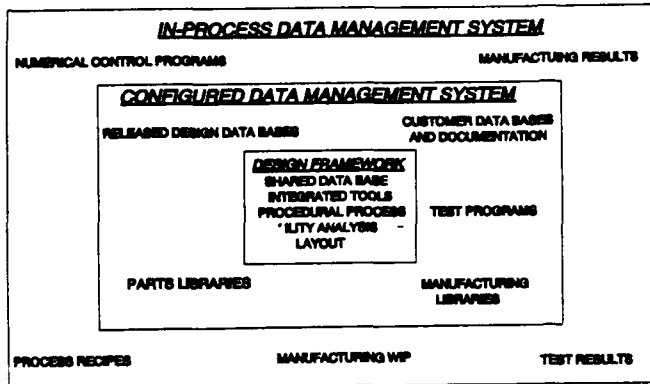 IN-PROCESS DATA MANAGEMENT SYSTEM
NUMERICAL CONTROL PROGRAMS
MANUFACTUING RESULTS
CONFIGURED DATA MANAGEMENT SYSTEM
RELEASED DESIGN DATA BASES
CUSTOMER DATA BASES
AND DOCUMENTATION
DESIGN FRAMEWORK
SHARED DATA BASE
INTEGRATED TOOLS
PROCEDURAL PROCESS
'ILITY ANALYSIS
LAYOUT
TEST PROGRAMS
PARTS LIBRARIES
MANUFACTURING
LIBRARIES
PROCESS RECIPES
MANUFACTURING WIP
TEST RESULTS